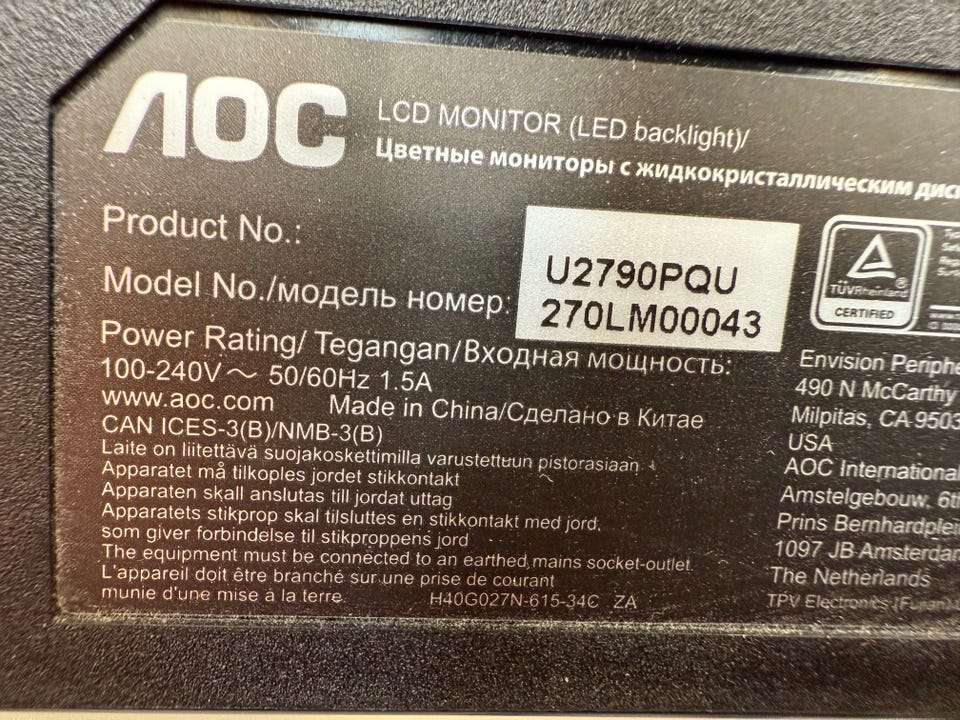 AOC
LCD MONITOR (LED backlight)/
Цветные мониторы с жидкокристаллическим
Product No.:
U2790PQU
Model No./модель номер:
270LM00043
TÜVRheinland
CERTIFIED
Power Rating/ Tegangan/Входная мощность:
100-240V～ 50/60Hz 1.5A
www.aoc.com Made in China/Сделано в Китае
CAN ICES-3(B)/NMB-3(B)
Laite on liitettävä suojakoskettimilla varustettuun pistorasiaan
Apparatet må tilkoples jordet stikkontakt
Apparaten skall anslutas till jordat uttag
Apparatets stikprop skal tilsluttes en stikkontakt med jord,
som giver forbindelse til stikproppens jord
The equipment must be connected to an earthed mains socket-outlet.
L'appareil doit être branché sur une prise de courant
munie d'une mise à la terre.
H40G027N-615-34C ZA
Envision
490 N McCarthy
Milpitas, CA
USA
AOC International
Amstelgebouw, 6th
Prins
1097 JB Amsterdam
The Netherlands
TPV Electronics